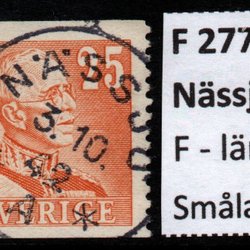 NÄSSJÖ
25
3.10.
42
SVERIGE
A *
F 277
Nässj
F - län
Småla